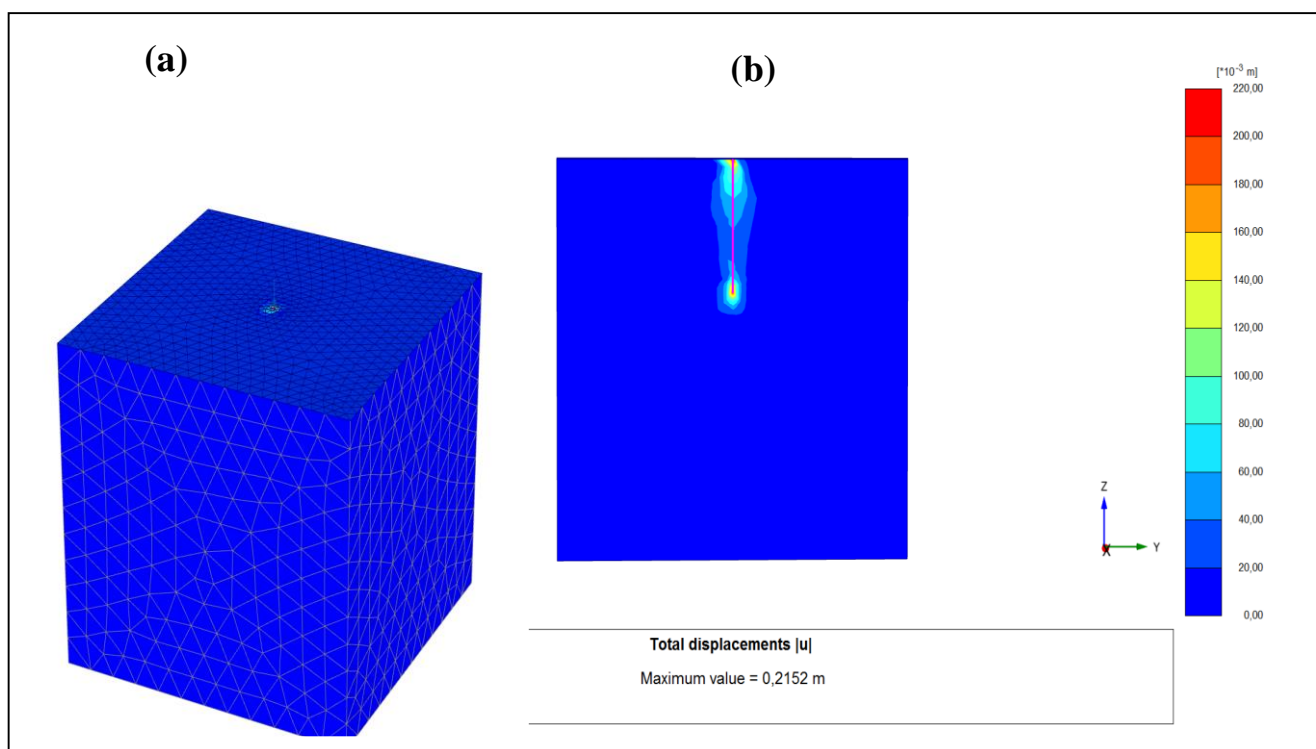 (a)
(b)
[*10⁻³ m]
220,00
200,00
180,00
160,00
140,00
120,00
100,00
80,00
60,00
40,00
20,00
0,00
Z
X
Y
Total displacements |u|
Maximum value = 0,2152 m